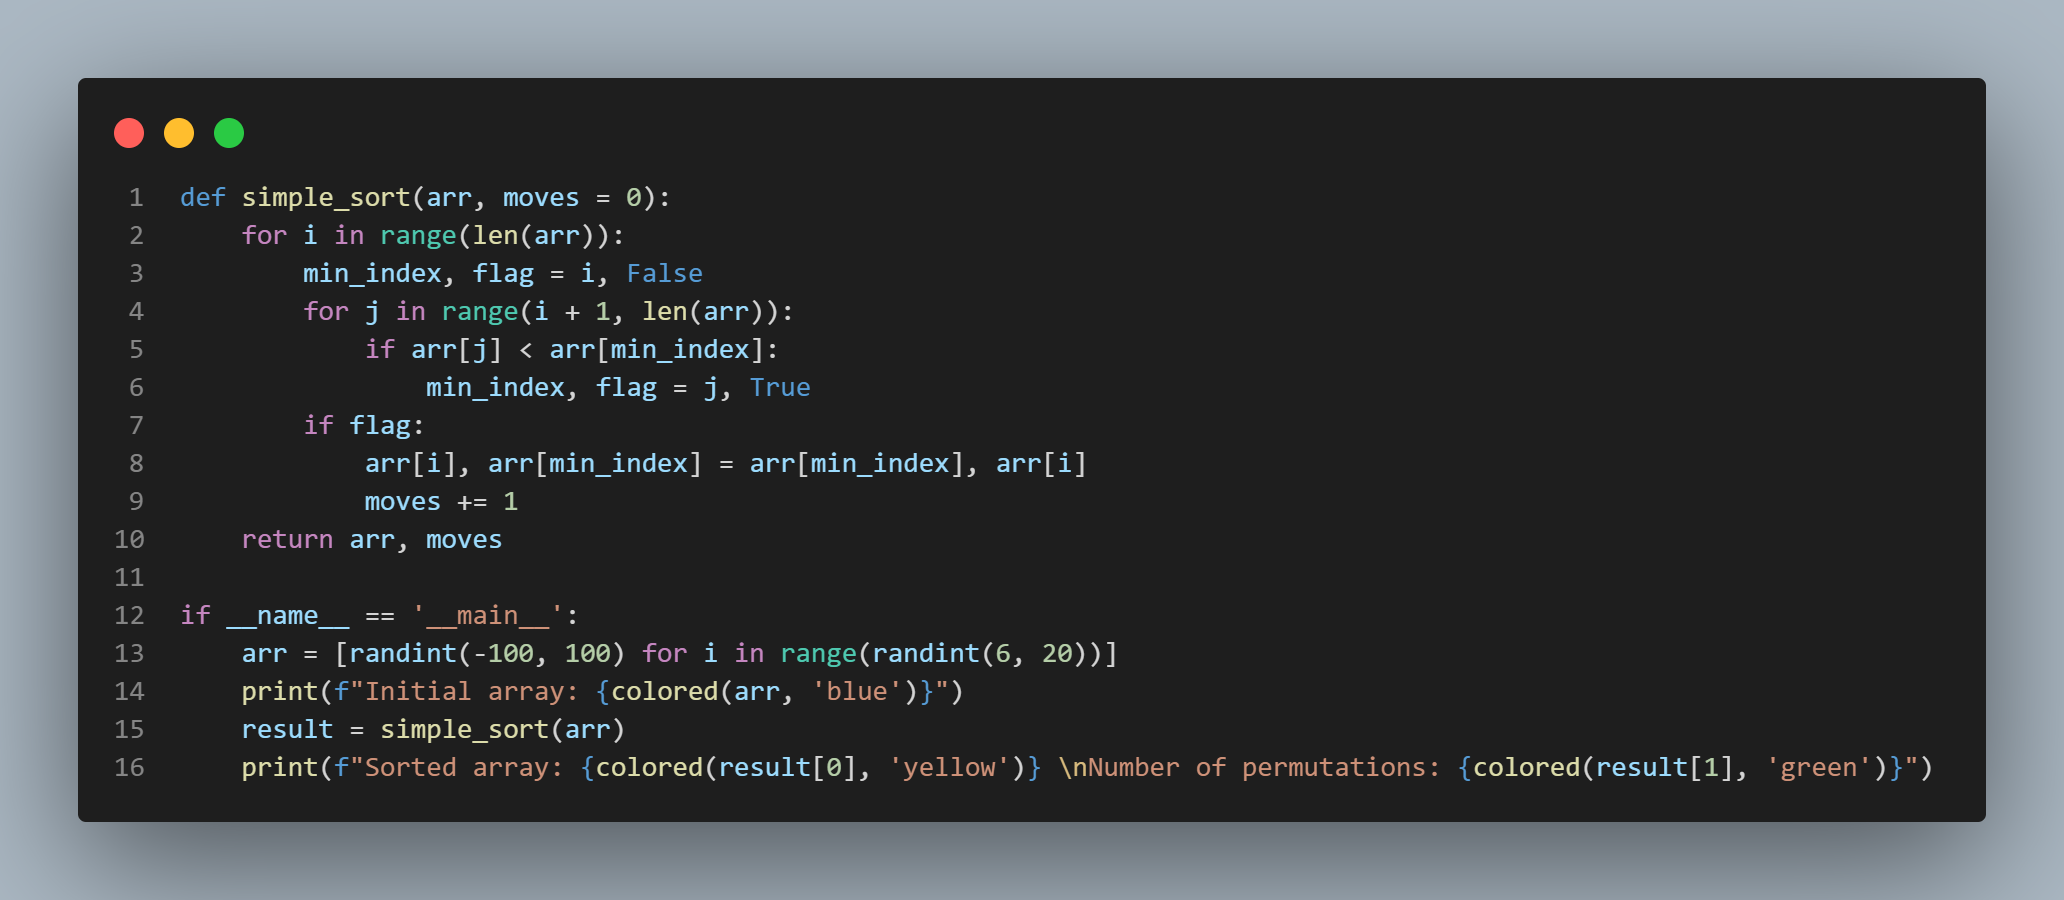 1 def simple_sort(arr, moves = 0):
2     for i in range(len(arr)):
3         min_index, flag = i, False
4         for j in range(i + 1, len(arr)):
5             if arr[j] < arr[min_index]:
6                 min_index, flag = j, True
7         if flag:
8             arr[i], arr[min_index] = arr[min_index], arr[i]
9             moves += 1
10     return arr, moves
11
12 if __name__ == '__main__':
13     arr = [randint(-100, 100) for i in range(randint(6, 20))]
14     print(f"Initial array: {colored(arr, 'blue')}")
15     result = simple_sort(arr)
16     print(f"Sorted array: {colored(result[0], 'yellow')} \nNumber of permutations: {colored(result[1], 'green')}")